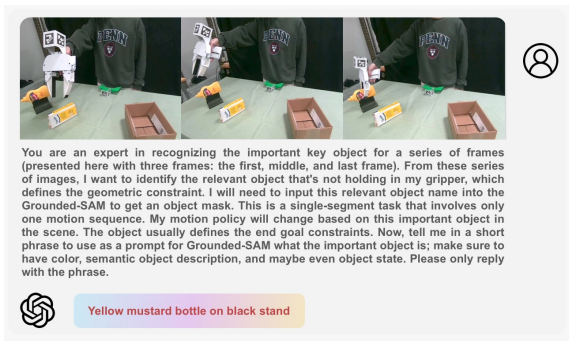 PENN
PENN
PENN
You are an expert in recognizing the important key object for a series of frames
(presented here with three frames: the first, middle, and last frame). From these series
of images, I want to identify the relevant object that's not holding in my gripper, which
defines the geometric constraint. I will need to input this relevant object name into the
Grounded-SAM to get an object mask. This is a single-segment task that involves only
one motion sequence. My motion policy will change based on this important object in
the scene. The object usually defines the end goal constraints. Now, tell me in a short
phrase to use as a prompt for Grounded-SAM what the important object is; make sure to
have color, semantic object description, and maybe even object state. Please only reply
with the phrase.
Yellow mustard bottle on black stand